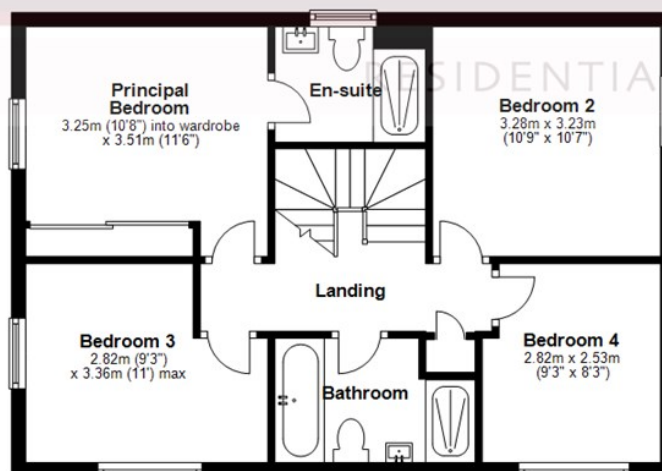 Principal
Bedroom
3.25m (10'8") into wardrobe
x 3.51m (11'6")
En-suite
RESIDENTIA
Bedroom 2
3.28m x 3.23m
(10'9" x 10'7")
Landing
Bedroom 3
2.82m (9'3")
x 3.36m (11') max
Bathroom
Bedroom 4
2.82m x 2.53m
(9'3" x 8'3")